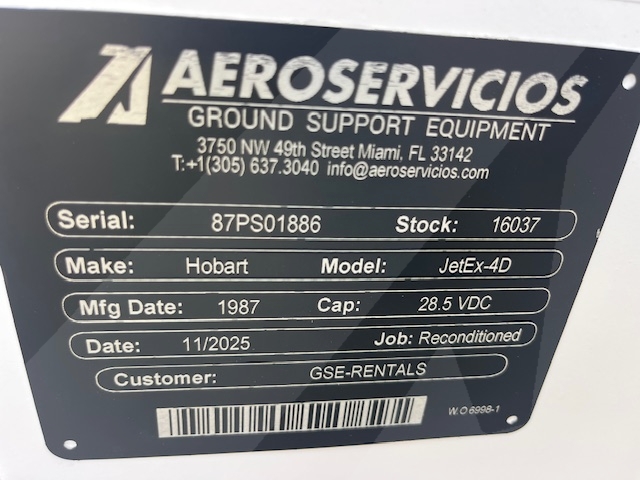 AEROSERVICIOS
GROUND SUPPORT EQUIPMENT
3750 NW 49th Street Miami, FL 33142
T:+1(305) 637.3040 info@aeroservicios.com
Serial: 87PS01886 Stock: 16037
Make: Hobart Model: JetEx-4D
Mfg Date: 1987 Cap: 28.5 VDC
Date: 11/2025 Job: Reconditioned
Customer: GSE-RENTALS
W.O.6998-1